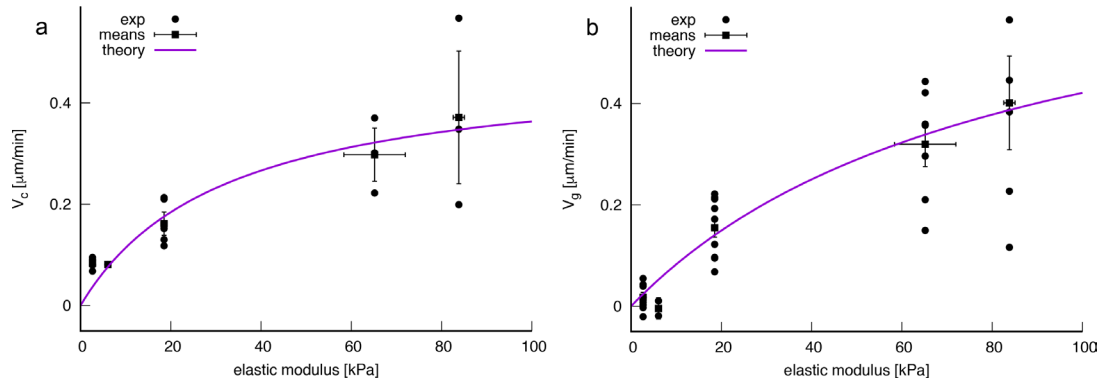 a
exp
means
theory
0.4
0.2
0
V_c [μm/min]
0 20 40 60 80 100
elastic modulus [kPa]
b
exp
means
theory
0.4
0.2
0
V_g [μm/min]
0 20 40 60 80 100
elastic modulus [kPa]